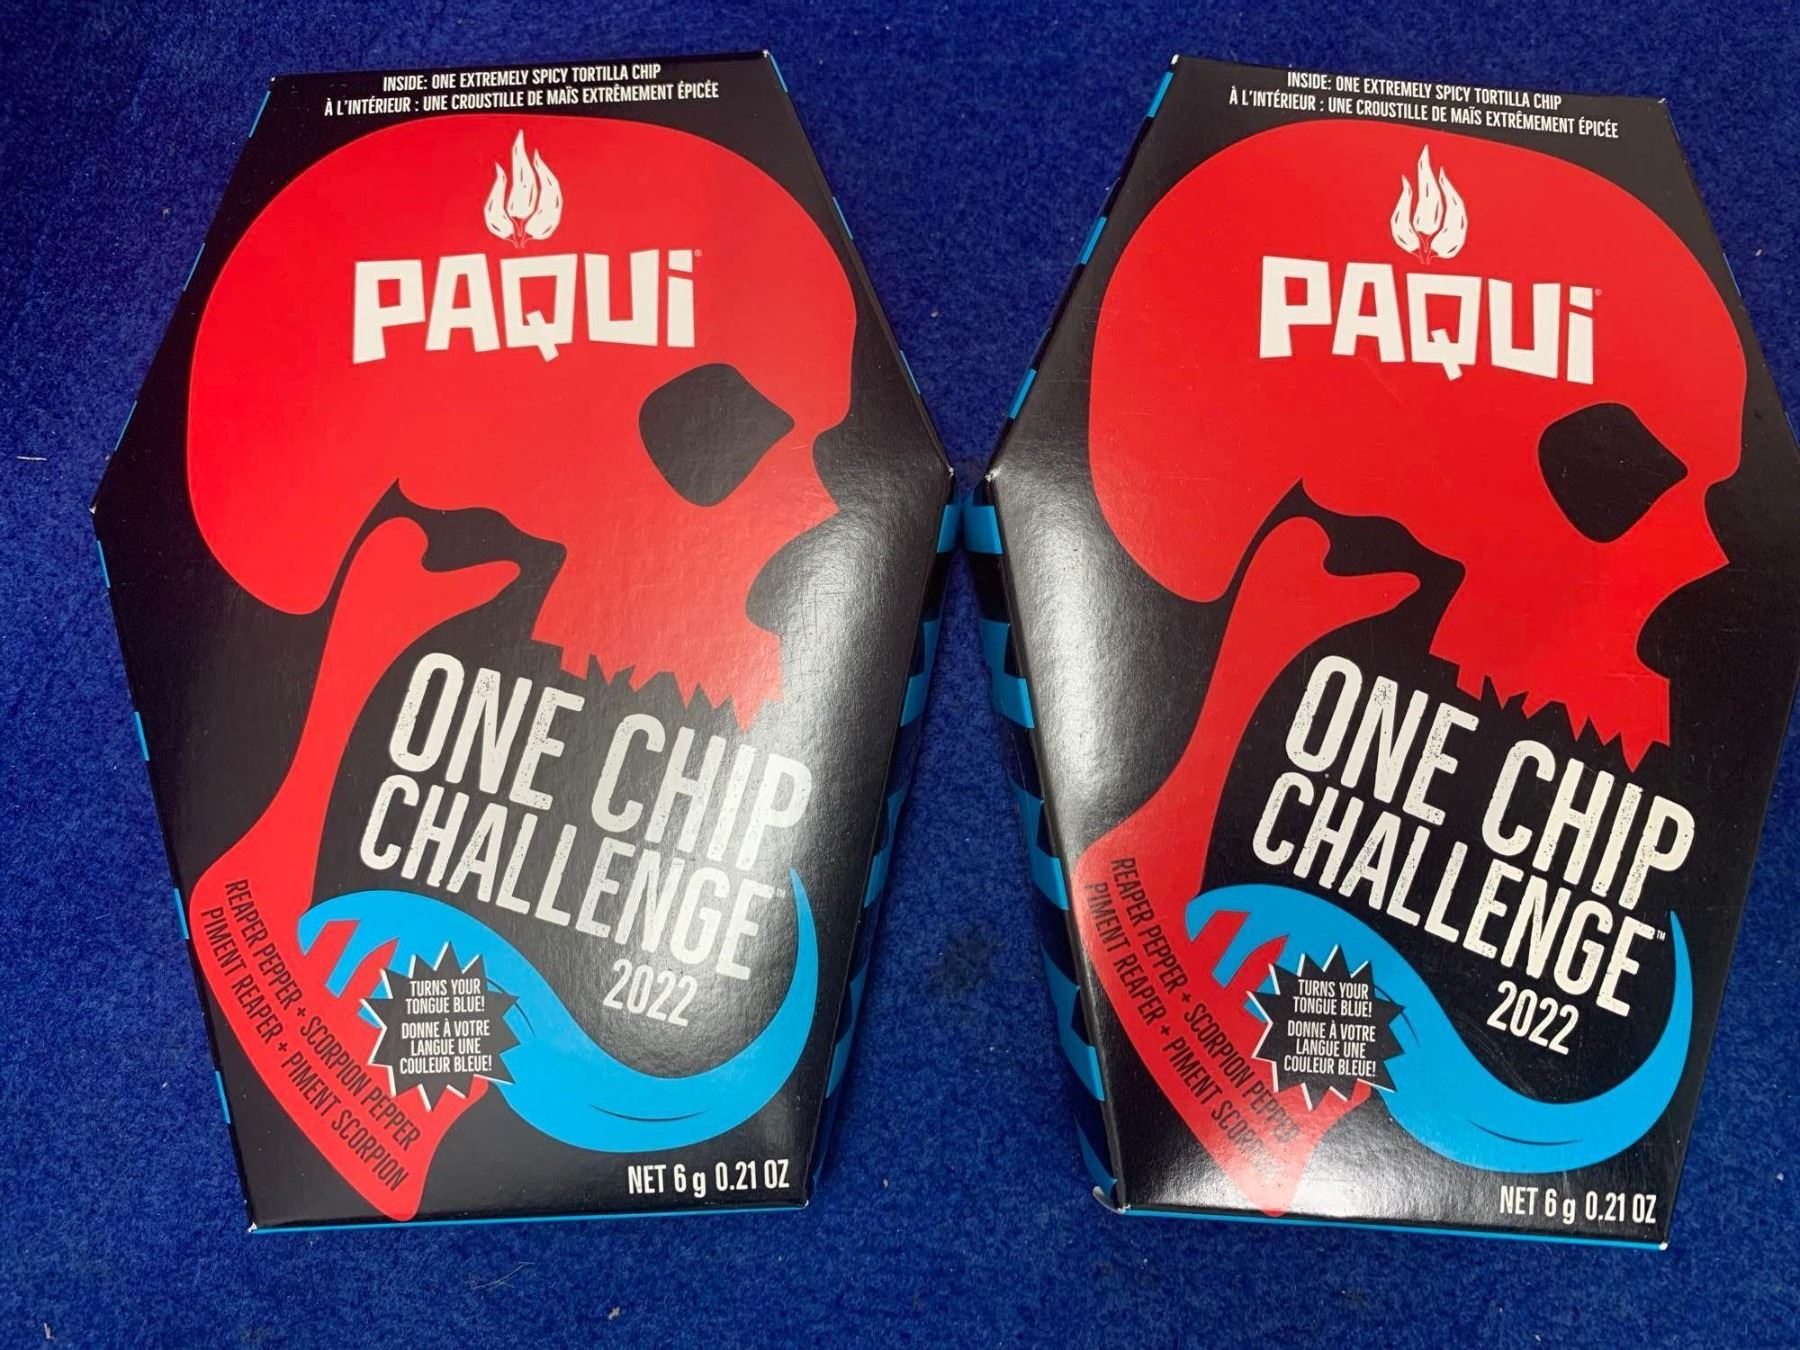 INSIDE: ONE EXTREMELY SPICY TORTILLA CHIP
À L'INTÉRIEUR : UNE CROUSTILLE DE MAÏS EXTRÊMEMENT ÉPICÉE
PAQUI®
ONE CHIP
CHALLENGE™
2022
REAPER PEPPER + SCORPION PEPPER
PIMENT REAPER + PIMENT SCORPION
TURNS YOUR
TONGUE BLUE!
DONNE À VOTRE
LANGUE UNE
COULEUR BLEUE!
NET 6 g 0.21 OZ
INSIDE: ONE EXTREMELY SPICY TORTILLA CHIP
À L'INTÉRIEUR : UNE CROUSTILLE DE MAÏS EXTRÊMEMENT ÉPICÉE
PAQUI®
ONE CHIP
CHALLENGE™
2022
REAPER PEPPER + SCORPION PEPPER
PIMENT REAPER + PIMENT SCORPION
TURNS YOUR
TONGUE BLUE!
DONNE À VOTRE
LANGUE UNE
COULEUR BLEUE!
NET 6 g 0.21 OZ